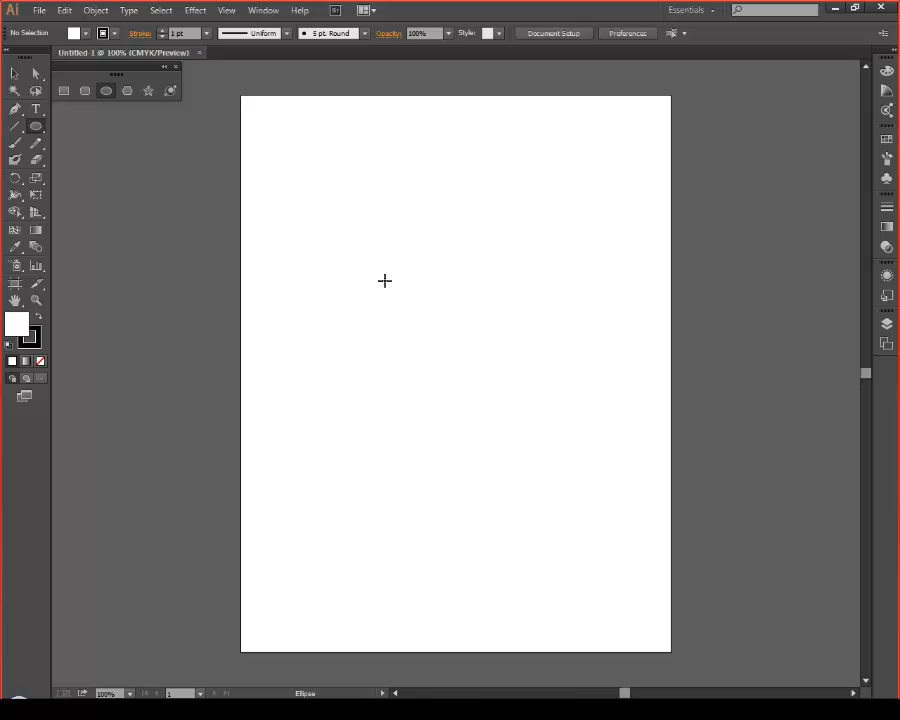 Ai File Edit Object Type Select Effect View Window Help Br Essentials
No Selection Stroke: 1 pt Uniform 5 pt. Round Opacity: 100% Style: Document Setup Preferences
Untitled-1 @ 100% (CMYK/Preview) ×
T
100% 1 Ellipse